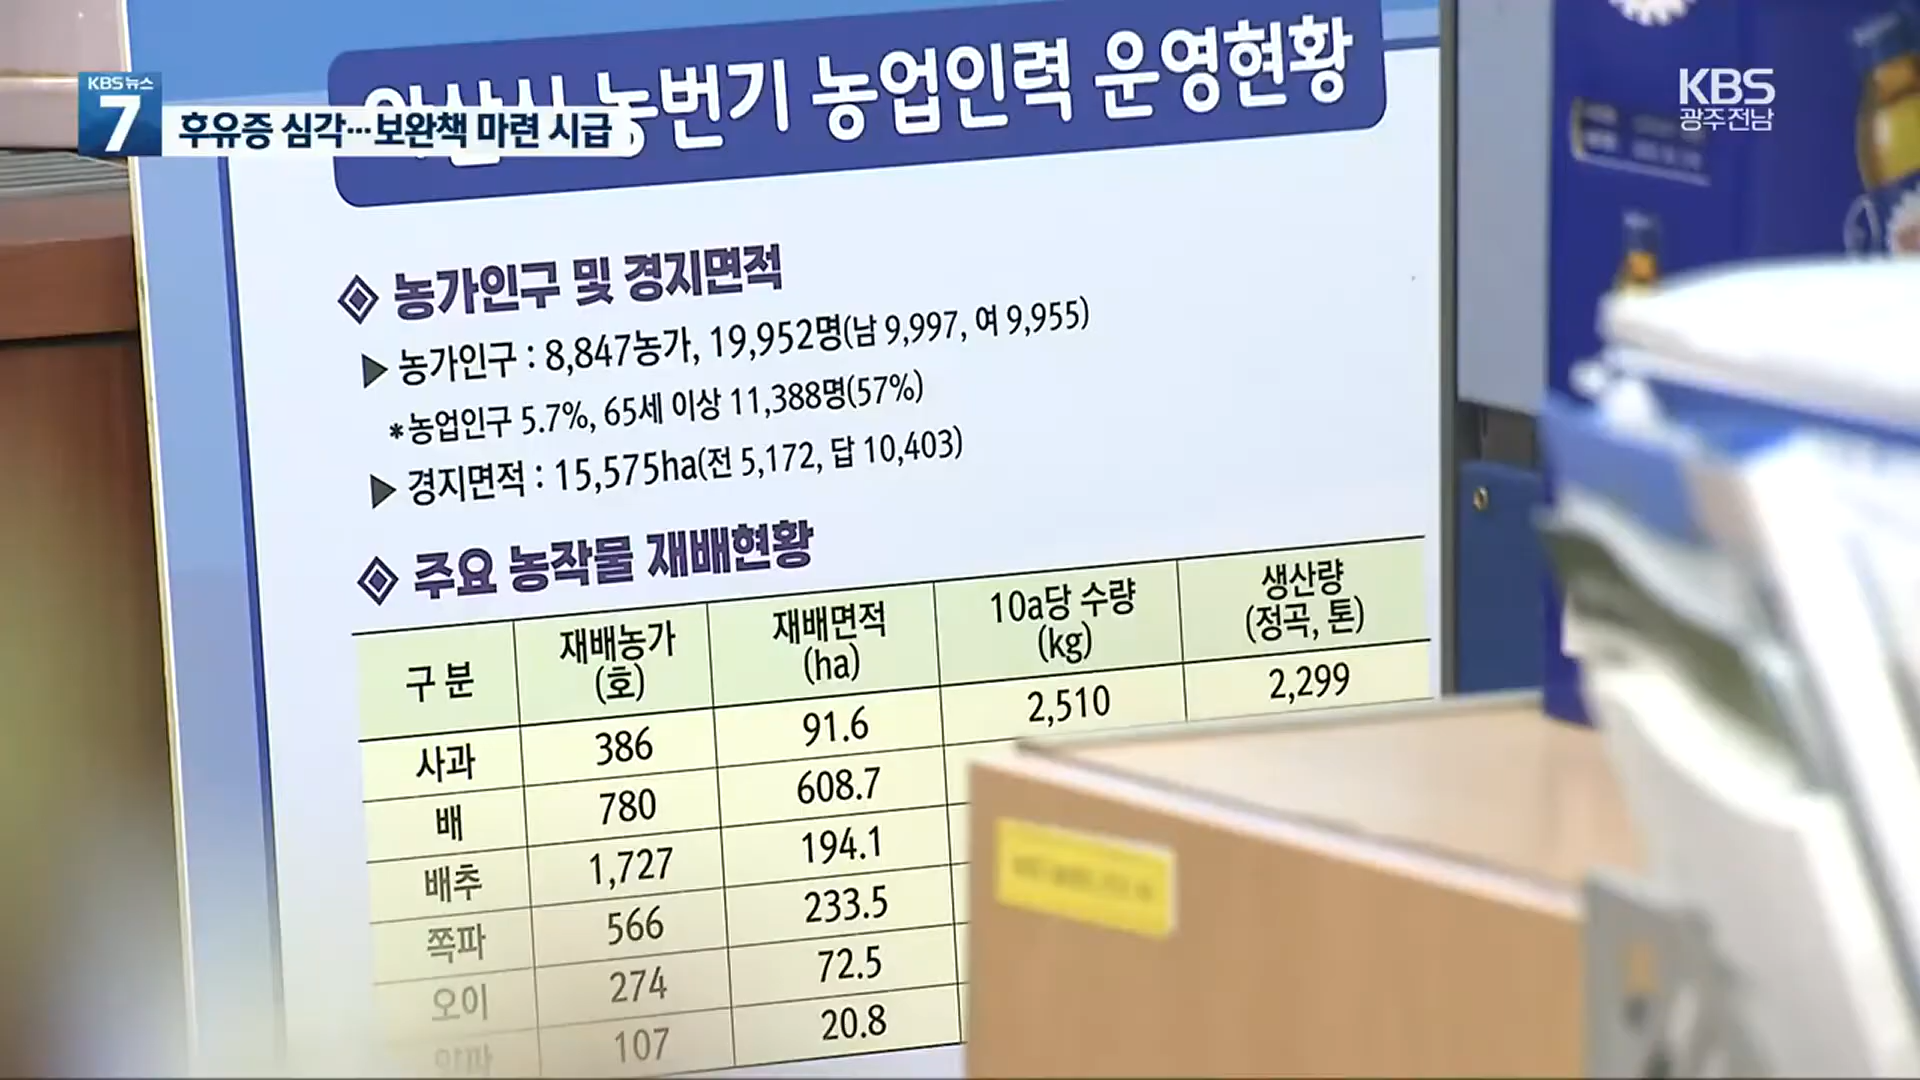 KBS뉴스
7
후유증 심각…보완책 마련 시급
KBS
광주전남
농번기 농업인력 운영현황
농가인구 및 경지면적
▶ 농가인구 : 8,847농가, 19,952명(남 9,997, 여 9,955)
*농업인구 5.7%, 65세 이상 11,388명(57%)
▶ 경지면적 : 15,575ha(전 5,172, 답 10,403)
주요 농작물 재배현황
구 분 재배농가 (호) 재배면적 (ha) 10a당 수량 (kg) 생산량 (정곡, 톤)
사과 386 91.6 2,510 2,299
배 780 608.7
배추 1,727 194.1
쪽파 566 233.5
오이 274 72.5
107 20.8